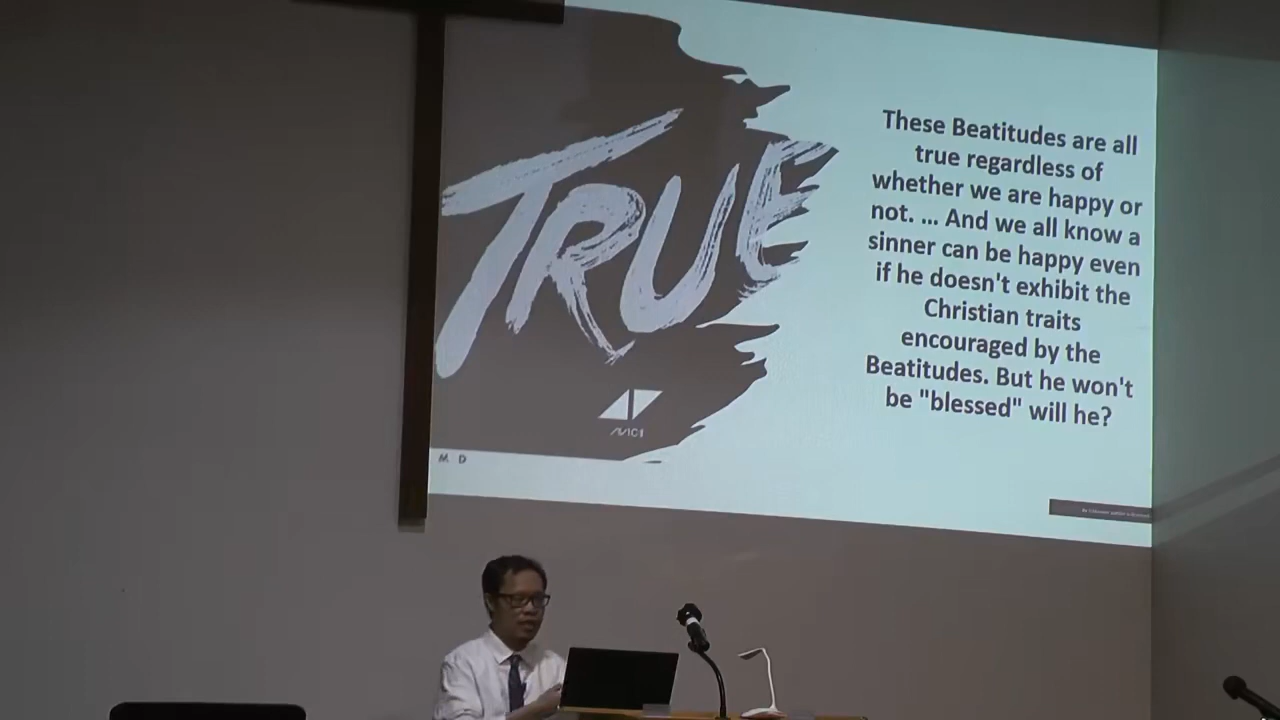 TRUE
AVICII
M D
These Beatitudes are all
true regardless of
whether we are happy or
not. ... And we all know a
sinner can be happy even
if he doesn't exhibit the
Christian traits
encouraged by the
Beatitudes. But he won't
be "blessed" will he?